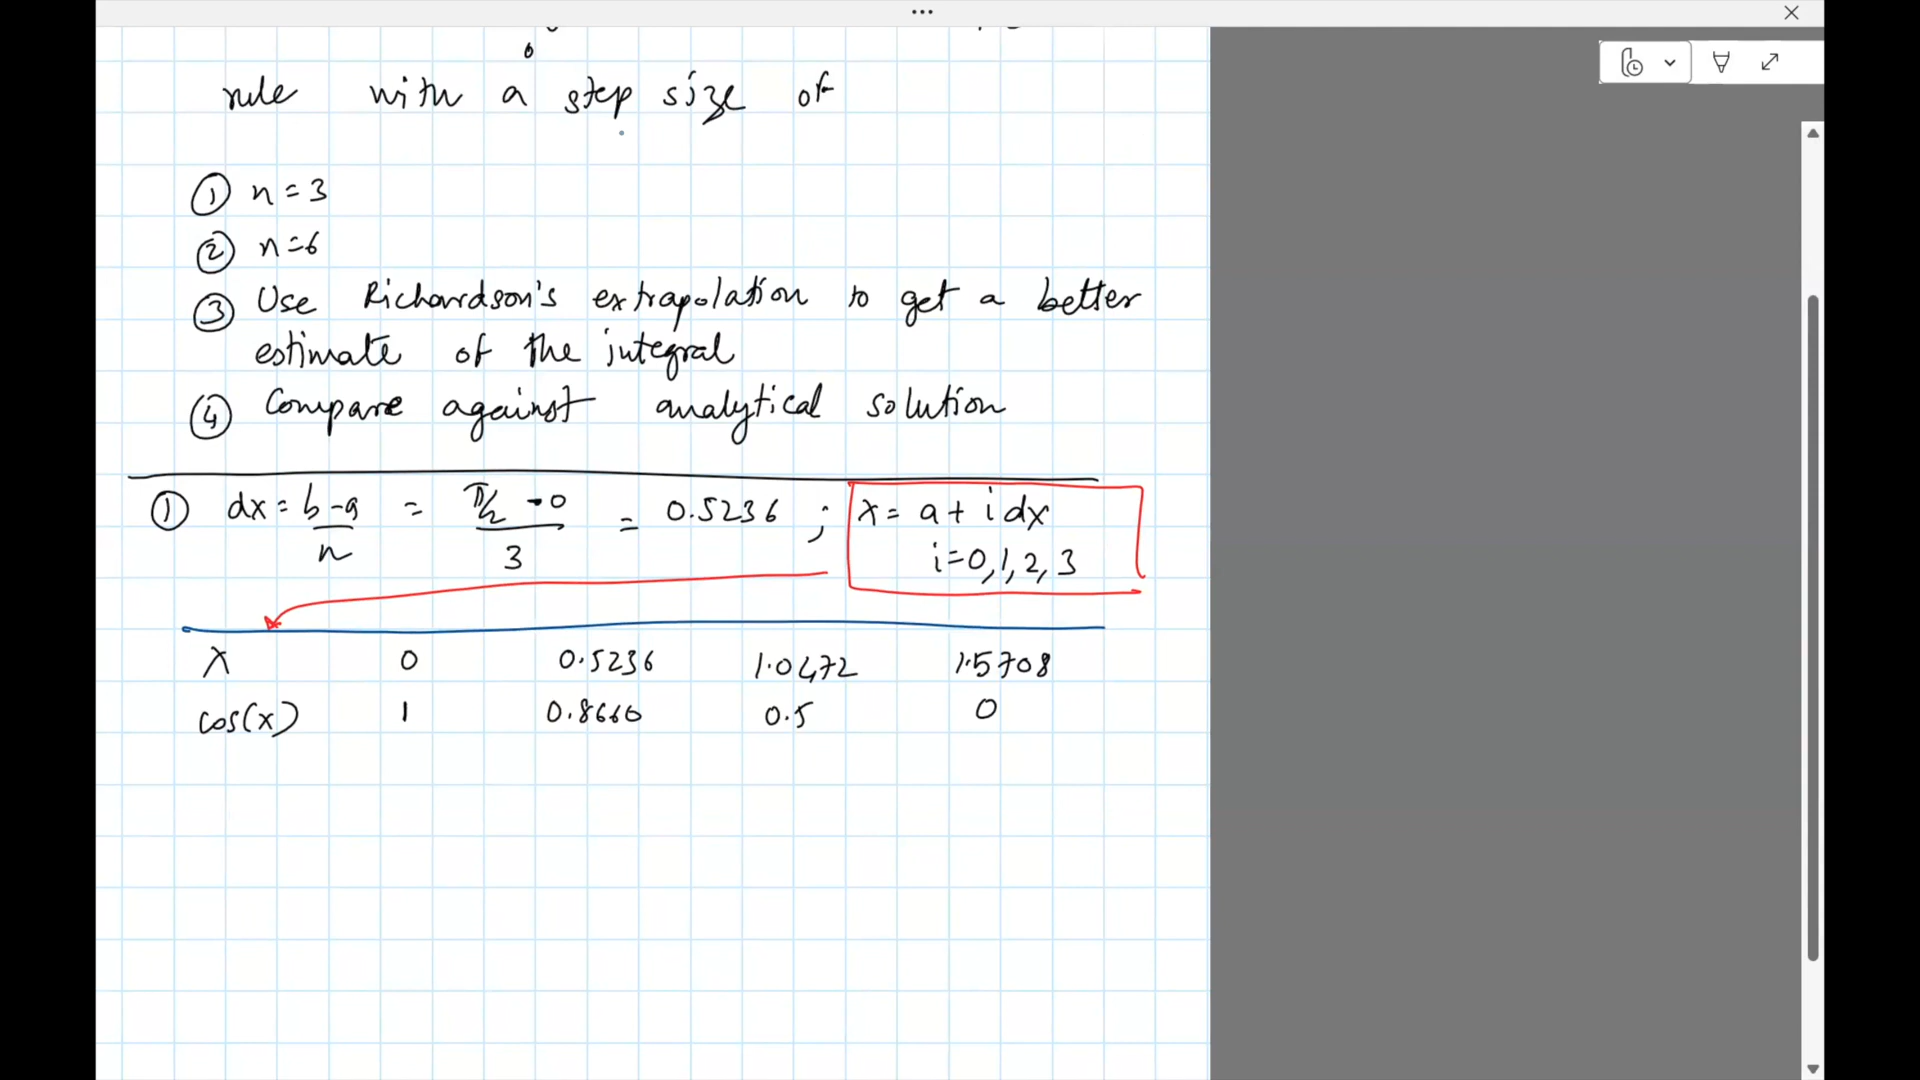 rule with a step size of
① n = 3
② n = 6
③ Use Richardson's extrapolation to get a better
estimate of the integral
④ Compare against analytical solution
① dx = b - a / n = π/2 - 0 / 3 = 0.5236 ; x = a + i dx
i = 0, 1, 2, 3
x 0 0.5236 1.0472 1.5708
cos(x) 1 0.8660 0.5 0